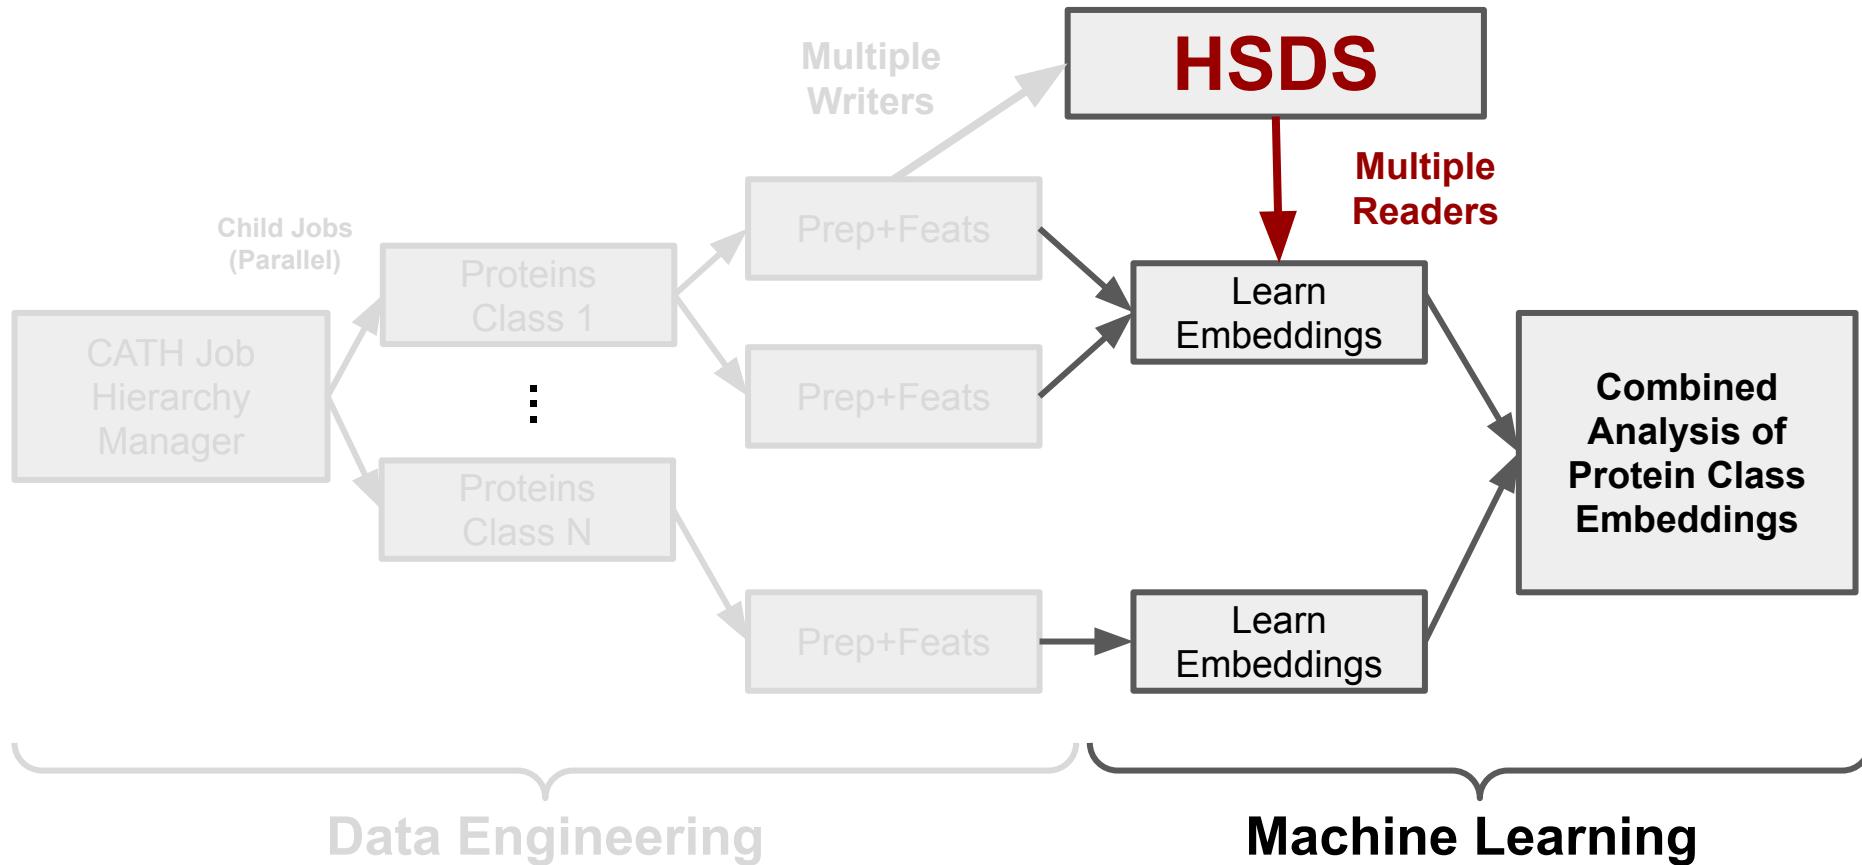 Multiple
Writers
HSDS
Multiple
Readers
Child Jobs
(Parallel)
CATH Job
Hierarchy
Manager
Proteins
Class 1
Proteins
Class N
Prep+Feats
Prep+Feats
Prep+Feats
Learn
Embeddings
Learn
Embeddings
Combined
Analysis of
Protein Class
Embeddings
Data Engineering
Machine Learning